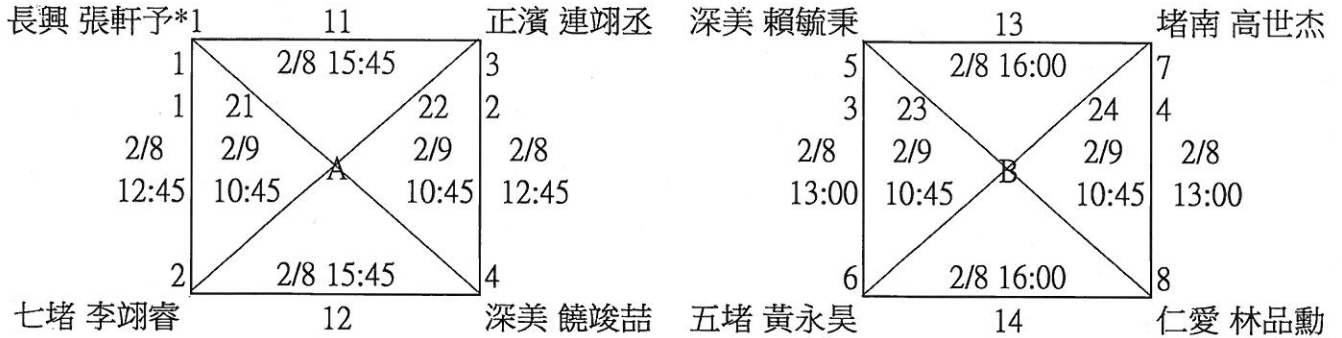 長興 張軒予*1 11 正濱 連翊丞 深美 賴毓秉 13 堵南 高世杰
1 2/8 15:45 3 5 2/8 16:00 7
1 21 22 2 3 23 24 4
2/8 2/9 2/9 2/8 2/8 2/9 2/9 2/8
A B
12:45 10:45 10:45 12:45 13:00 10:45 10:45 13:00
2 2/8 15:45 4 6 2/8 16:00 8
七堵 李翊睿 12 深美 饒竣喆 五堵 黃永昊 14 仁愛 林品勳